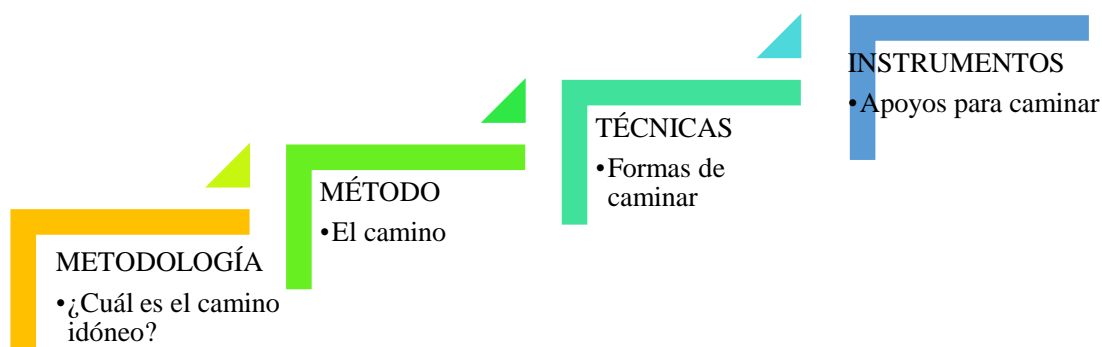 METODOLOGÍA
•¿Cuál es el camino
idóneo?
MÉTODO
•El camino
TÉCNICAS
•Formas de
caminar
INSTRUMENTOS
•Apoyos para caminar